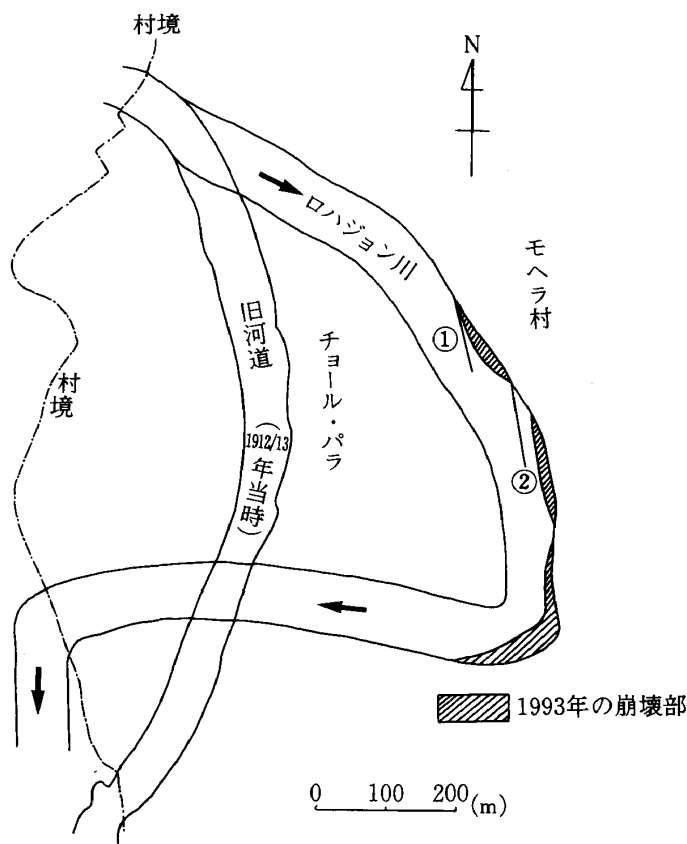 村境
N
ロハジョン川
モヘラ村
①
旧河道（1912/13年当時）
チョール・パラ
村境
②
1993年の崩壊部
0 100 200(m)